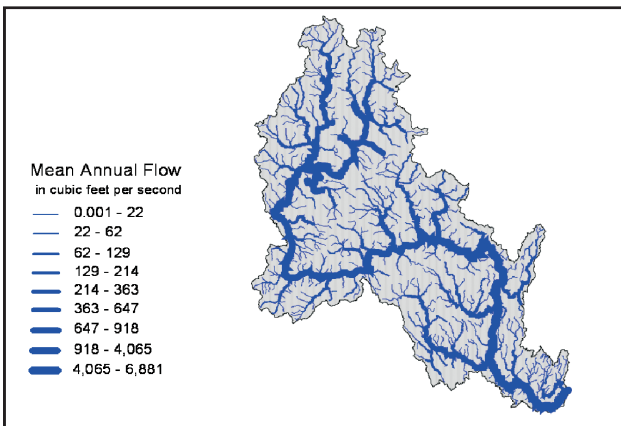 Mean Annual Flow
in cubic feet per second
0.001 - 22
22 - 62
62 - 129
129 - 214
214 - 363
363 - 647
647 - 918
918 - 4,065
4,065 - 6,881